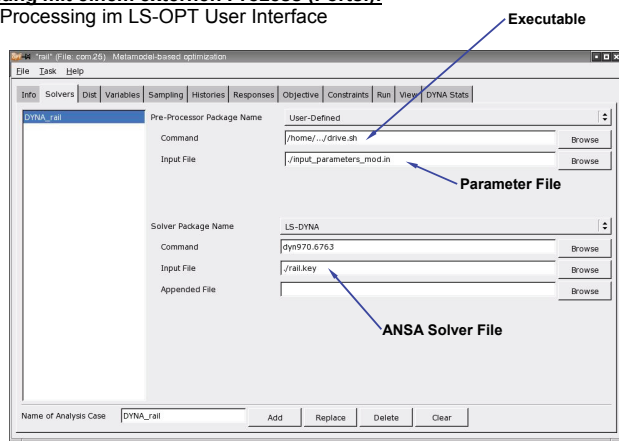 Processing im LS-OPT User Interface
Executable
"rail" (File: com.25) Metamodel-based optimization
File Task Help
Info Solvers Dist Variables Sampling Histories Responses Objective Constraints Run View DYNA Stats
DYNA_rail
Pre-Processor Package Name User-Defined
Command /home/.../drive.sh Browse
Input File ./input_parameters_mod.in Browse
Parameter File
Solver Package Name LS-DYNA
Command dyn970.6763 Browse
Input File ./rail.key Browse
Appended File Browse
ANSA Solver File
Name of Analysis Case DYNA_rail Add Replace Delete Clear